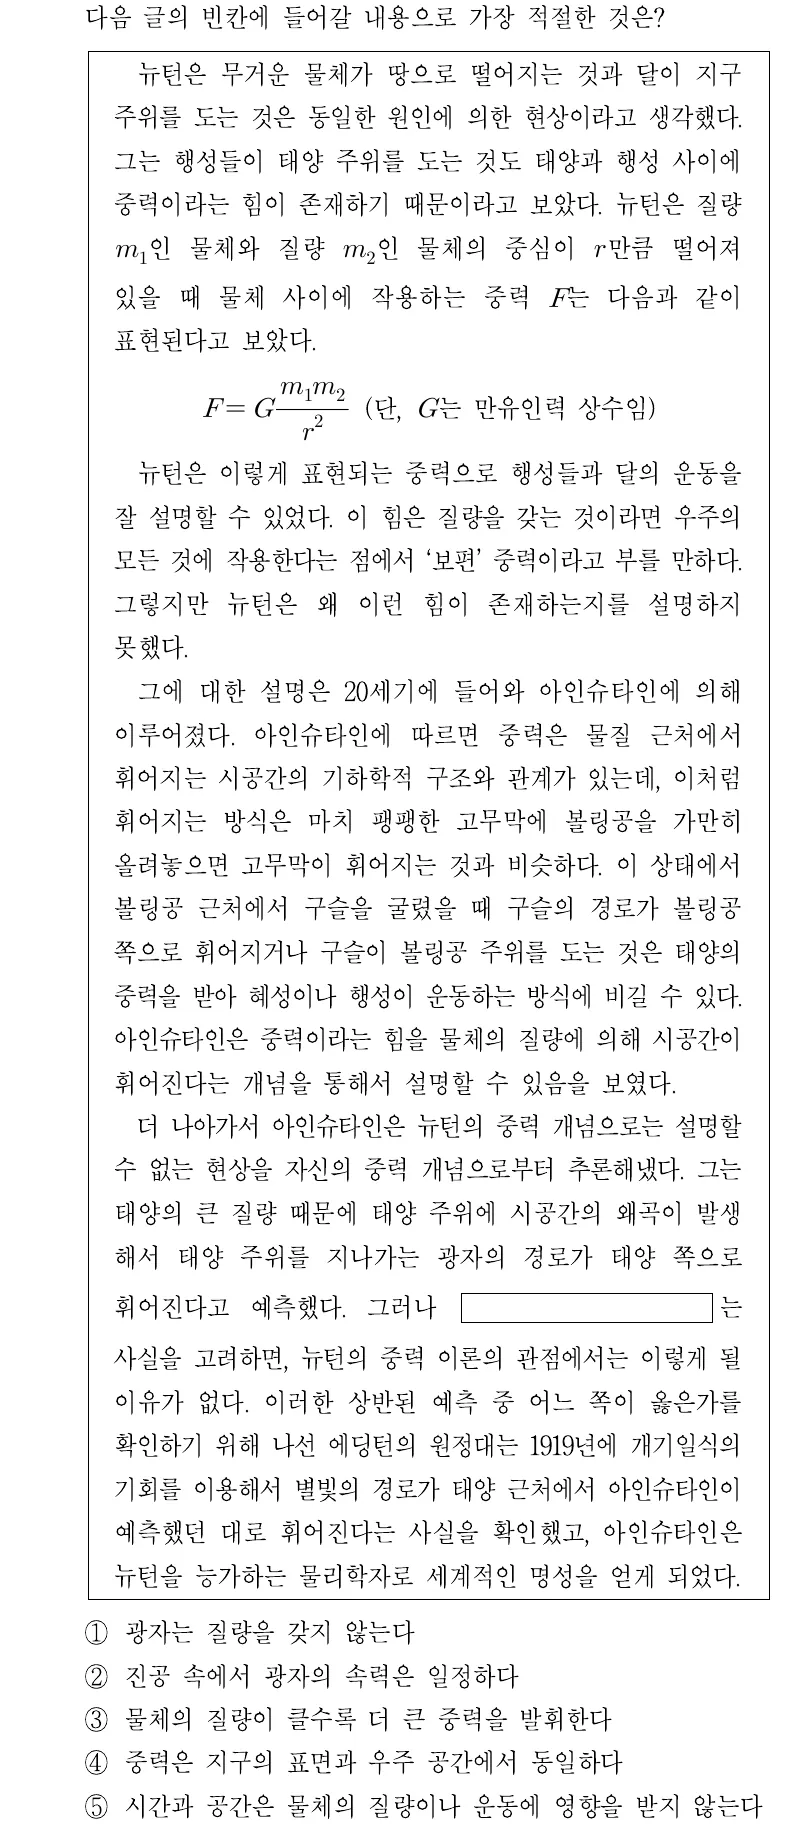 다음 글의 빈칸에 들어갈 내용으로 가장 적절한 것은?
뉴턴은 무거운 물체가 땅으로 떨어지는 것과 달이 지구
주위를 도는 것은 동일한 원인에 의한 현상이라고 생각했다.
그는 행성들이 태양 주위를 도는 것도 태양과 행성 사이에
중력이라는 힘이 존재하기 때문이라고 보았다. 뉴턴은 질량
m₁인 물체와 질량 m₂인 물체의 중심이 r만큼 떨어져
있을 때 물체 사이에 작용하는 중력 F는 다음과 같이
표현된다고 보았다.
F = G m₁m₂ / r² (단, G는 만유인력 상수임)
뉴턴은 이렇게 표현되는 중력으로 행성들과 달의 운동을
잘 설명할 수 있었다. 이 힘은 질량을 갖는 것이라면 우주의
모든 것에 작용한다는 점에서 ‘보편’ 중력이라고 부를 만하다.
그렇지만 뉴턴은 왜 이런 힘이 존재하는지를 설명하지
못했다.
그에 대한 설명은 20세기에 들어와 아인슈타인에 의해
이루어졌다. 아인슈타인에 따르면 중력은 물질 근처에서
휘어지는 시공간의 기하학적 구조와 관계가 있는데, 이처럼
휘어지는 방식은 마치 팽팽한 고무막에 볼링공을 가만히
올려놓으면 고무막이 휘어지는 것과 비슷하다. 이 상태에서
볼링공 근처에서 구슬을 굴렸을 때 구슬의 경로가 볼링공
쪽으로 휘어지거나 구슬이 볼링공 주위를 도는 것은 태양의
중력을 받아 혜성이나 행성이 운동하는 방식에 비길 수 있다.
아인슈타인은 중력이라는 힘을 물체의 질량에 의해 시공간이
휘어진다는 개념을 통해서 설명할 수 있음을 보였다.
더 나아가서 아인슈타인은 뉴턴의 중력 개념으로는 설명할
수 없는 현상을 자신의 중력 개념으로부터 추론해냈다. 그는
태양의 큰 질량 때문에 태양 주위에 시공간의 왜곡이 발생
해서 태양 주위를 지나가는 광자의 경로가 태양 쪽으로
휘어진다고 예측했다. 그러나 는
사실을 고려하면, 뉴턴의 중력 이론의 관점에서는 이렇게 될
이유가 없다. 이러한 상반된 예측 중 어느 쪽이 옳은가를
확인하기 위해 나선 에딩턴의 원정대는 1919년에 개기일식의
기회를 이용해서 별빛의 경로가 태양 근처에서 아인슈타인이
예측했던 대로 휘어진다는 사실을 확인했고, 아인슈타인은
뉴턴을 능가하는 물리학자로 세계적인 명성을 얻게 되었다.
① 광자는 질량을 갖지 않는다
② 진공 속에서 광자의 속력은 일정하다
③ 물체의 질량이 클수록 더 큰 중력을 발휘한다
④ 중력은 지구의 표면과 우주 공간에서 동일하다
⑤ 시간과 공간은 물체의 질량이나 운동에 영향을 받지 않는다